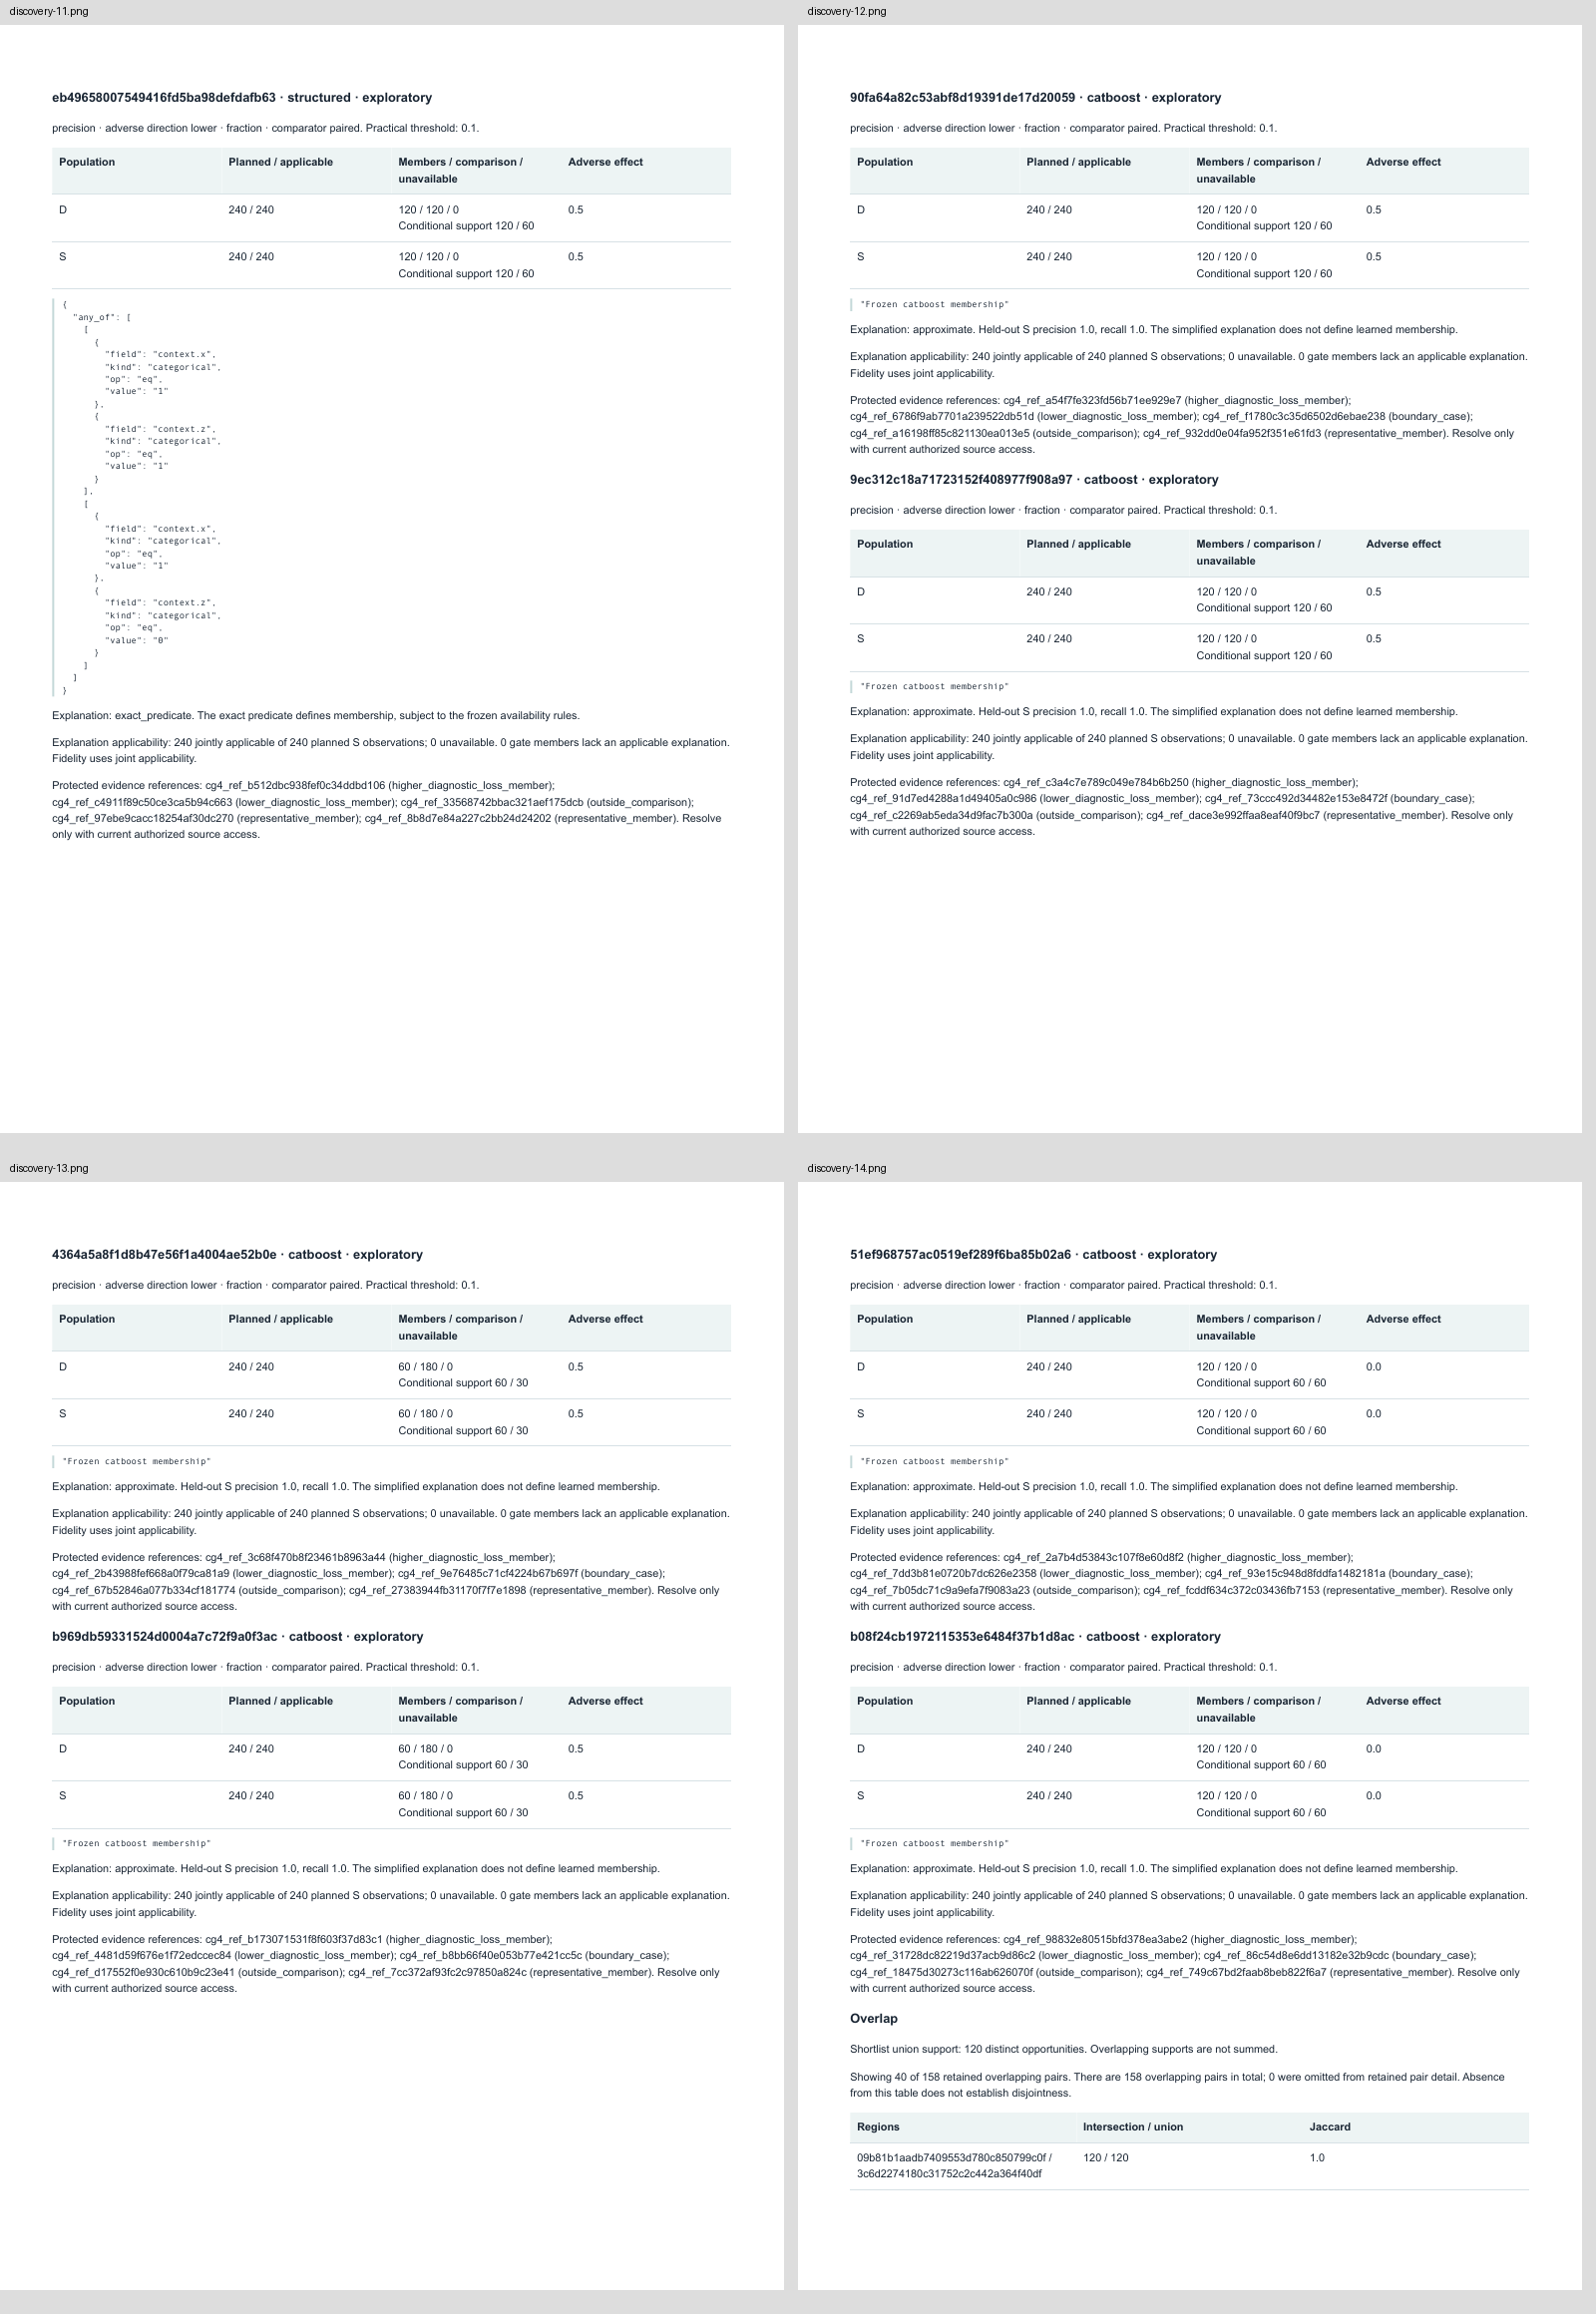 discovery-11.png
eb49658007549416fd5ba98defdafb63 · structured · exploratory
precision · adverse direction lower · fraction · comparator paired. Practical threshold: 0.1.
Population Planned / applicable Members / comparison / Adverse effect
unavailable
D 240 / 240 120 / 120 / 0 0.5
Conditional support 120 / 60
S 240 / 240 120 / 120 / 0 0.5
Conditional support 120 / 60
{
"any_of": [
[
{
"field": "context.x",
"kind": "categorical",
"op": "eq",
"value": "1"
},
{
"field": "context.z",
"kind": "categorical",
"op": "eq",
"value": "1"
}
],
[
{
"field": "context.x",
"kind": "categorical",
"op": "eq",
"value": "1"
},
{
"field": "context.z",
"kind": "categorical",
"op": "eq",
"value": "0"
}
]
]
}
Explanation: exact_predicate. The exact predicate defines membership, subject to the frozen availability rules.
Explanation applicability: 240 jointly applicable of 240 planned S observations; 0 unavailable. 0 gate members lack an applicable explanation.
Fidelity uses joint applicability.
Protected evidence references: cg4_ref_b512dbc938fef0c34ddbd106 (higher_diagnostic_loss_member);
cg4_ref_c4911f89c50ce3ca5b94c663 (lower_diagnostic_loss_member); cg4_ref_33568742bbac321aef175dcb (outside_comparison);
cg4_ref_97ebe9cacc18254af30dc270 (representative_member); cg4_ref_8b8d7e84a227c2bb24d24202 (representative_member). Resolve
only with current authorized source access.
discovery-12.png
90fa64a82c53abf8d19391de17d20059 · catboost · exploratory
precision · adverse direction lower · fraction · comparator paired. Practical threshold: 0.1.
Population Planned / applicable Members / comparison / Adverse effect
unavailable
D 240 / 240 120 / 120 / 0 0.5
Conditional support 120 / 60
S 240 / 240 120 / 120 / 0 0.5
Conditional support 120 / 60
"Frozen catboost membership"
Explanation: approximate. Held-out S precision 1.0, recall 1.0. The simplified explanation does not define learned membership.
Explanation applicability: 240 jointly applicable of 240 planned S observations; 0 unavailable. 0 gate members lack an applicable explanation.
Fidelity uses joint applicability.
Protected evidence references: cg4_ref_a54f7fe323fd56b71ee929e7 (higher_diagnostic_loss_member);
cg4_ref_6786f9ab7701a239522db51d (lower_diagnostic_loss_member); cg4_ref_f1780c3c35d6502d6ebae238 (boundary_case);
cg4_ref_a16198ff85c821130ea013e5 (outside_comparison); cg4_ref_932dd0e04fa952f351e61fd3 (representative_member). Resolve only
with current authorized source access.
9ec312c18a71723152f408977f908a97 · catboost · exploratory
precision · adverse direction lower · fraction · comparator paired. Practical threshold: 0.1.
Population Planned / applicable Members / comparison / Adverse effect
unavailable
D 240 / 240 120 / 120 / 0 0.5
Conditional support 120 / 60
S 240 / 240 120 / 120 / 0 0.5
Conditional support 120 / 60
"Frozen catboost membership"
Explanation: approximate. Held-out S precision 1.0, recall 1.0. The simplified explanation does not define learned membership.
Explanation applicability: 240 jointly applicable of 240 planned S observations; 0 unavailable. 0 gate members lack an applicable explanation.
Fidelity uses joint applicability.
Protected evidence references: cg4_ref_c3a4c7e789c049e784b6b250 (higher_diagnostic_loss_member);
cg4_ref_91d7ed4288a1d49405a0c986 (lower_diagnostic_loss_member); cg4_ref_73ccc492d34482e153e8472f (boundary_case);
cg4_ref_c2269ab5eda34d9fac7b300a (outside_comparison); cg4_ref_dace3e992ffaa8eaf40f9bc7 (representative_member). Resolve only
with current authorized source access.
discovery-13.png
4364a5a8f1d8b47e56f1a4004ae52b0e · catboost · exploratory
precision · adverse direction lower · fraction · comparator paired. Practical threshold: 0.1.
Population Planned / applicable Members / comparison / Adverse effect
unavailable
D 240 / 240 60 / 180 / 0 0.5
Conditional support 60 / 30
S 240 / 240 60 / 180 / 0 0.5
Conditional support 60 / 30
"Frozen catboost membership"
Explanation: approximate. Held-out S precision 1.0, recall 1.0. The simplified explanation does not define learned membership.
Explanation applicability: 240 jointly applicable of 240 planned S observations; 0 unavailable. 0 gate members lack an applicable explanation.
Fidelity uses joint applicability.
Protected evidence references: cg4_ref_3c68f470b8f23461b8963a44 (higher_diagnostic_loss_member);
cg4_ref_2b43988fef668a0f79ca81a9 (lower_diagnostic_loss_member); cg4_ref_9e76485c71cf4224b67b697f (boundary_case);
cg4_ref_67b52846a077b334cf181774 (outside_comparison); cg4_ref_27383944fb31170f7f7e1898 (representative_member). Resolve only
with current authorized source access.
b969db59331524d0004a7c72f9a0f3ac · catboost · exploratory
precision · adverse direction lower · fraction · comparator paired. Practical threshold: 0.1.
Population Planned / applicable Members / comparison / Adverse effect
unavailable
D 240 / 240 60 / 180 / 0 0.5
Conditional support 60 / 30
S 240 / 240 60 / 180 / 0 0.5
Conditional support 60 / 30
"Frozen catboost membership"
Explanation: approximate. Held-out S precision 1.0, recall 1.0. The simplified explanation does not define learned membership.
Explanation applicability: 240 jointly applicable of 240 planned S observations; 0 unavailable. 0 gate members lack an applicable explanation.
Fidelity uses joint applicability.
Protected evidence references: cg4_ref_b173071531f8f603f37d83c1 (higher_diagnostic_loss_member);
cg4_ref_4481d59f676e1f72edccec84 (lower_diagnostic_loss_member); cg4_ref_b8bb66f40e053b77e421cc5c (boundary_case);
cg4_ref_d17552f0e930c610b9c23e41 (outside_comparison); cg4_ref_7cc372af93fc2c97850a824c (representative_member). Resolve only
with current authorized source access.
discovery-14.png
51ef968757ac0519ef289f6ba85b02a6 · catboost · exploratory
precision · adverse direction lower · fraction · comparator paired. Practical threshold: 0.1.
Population Planned / applicable Members / comparison / Adverse effect
unavailable
D 240 / 240 120 / 120 / 0 0.0
Conditional support 60 / 60
S 240 / 240 120 / 120 / 0 0.0
Conditional support 60 / 60
"Frozen catboost membership"
Explanation: approximate. Held-out S precision 1.0, recall 1.0. The simplified explanation does not define learned membership.
Explanation applicability: 240 jointly applicable of 240 planned S observations; 0 unavailable. 0 gate members lack an applicable explanation.
Fidelity uses joint applicability.
Protected evidence references: cg4_ref_2a7b4d53843c107f8e60d8f2 (higher_diagnostic_loss_member);
cg4_ref_7dd3b81e0720b7dc626e2358 (lower_diagnostic_loss_member); cg4_ref_93e15c948d8fddfa1482181a (boundary_case);
cg4_ref_7b05dc71c9a9efa7f9083a23 (outside_comparison); cg4_ref_fcddf634c372c03436fb7153 (representative_member). Resolve only
with current authorized source access.
b08f24cb1972115353e6484f37b1d8ac · catboost · exploratory
precision · adverse direction lower · fraction · comparator paired. Practical threshold: 0.1.
Population Planned / applicable Members / comparison / Adverse effect
unavailable
D 240 / 240 120 / 120 / 0 0.0
Conditional support 60 / 60
S 240 / 240 120 / 120 / 0 0.0
Conditional support 60 / 60
"Frozen catboost membership"
Explanation: approximate. Held-out S precision 1.0, recall 1.0. The simplified explanation does not define learned membership.
Explanation applicability: 240 jointly applicable of 240 planned S observations; 0 unavailable. 0 gate members lack an applicable explanation.
Fidelity uses joint applicability.
Protected evidence references: cg4_ref_98832e80515bfd378ea3abe2 (higher_diagnostic_loss_member);
cg4_ref_31728dc82219d37acb9d86c2 (lower_diagnostic_loss_member); cg4_ref_86c54d8e6dd13182e32b9cdc (boundary_case);
cg4_ref_18475d30273c116ab626070f (outside_comparison); cg4_ref_749c67bd2faab8beb822f6a7 (representative_member). Resolve only
with current authorized source access.
Overlap
Shortlist union support: 120 distinct opportunities. Overlapping supports are not summed.
Showing 40 of 158 retained overlapping pairs. There are 158 overlapping pairs in total; 0 were omitted from retained pair detail. Absence
from this table does not establish disjointness.
Regions Intersection / union Jaccard
09b81b1aadb7409553d780c850799c0f / 120 / 120 1.0
3c6d2274180c31752c2c442a364f40df